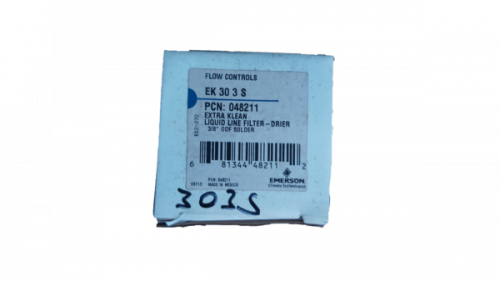 FLOW CONTROLS
EK 30 3 S
PCN: 048211
EXTRA KLEAN
LIQUID LINE FILTER-DRIER
3/8" ODF SOLDER
6 81344 48211 2
P/N: 048211
MADE IN MEXICO
EMERSON
Climate Technologies
303S